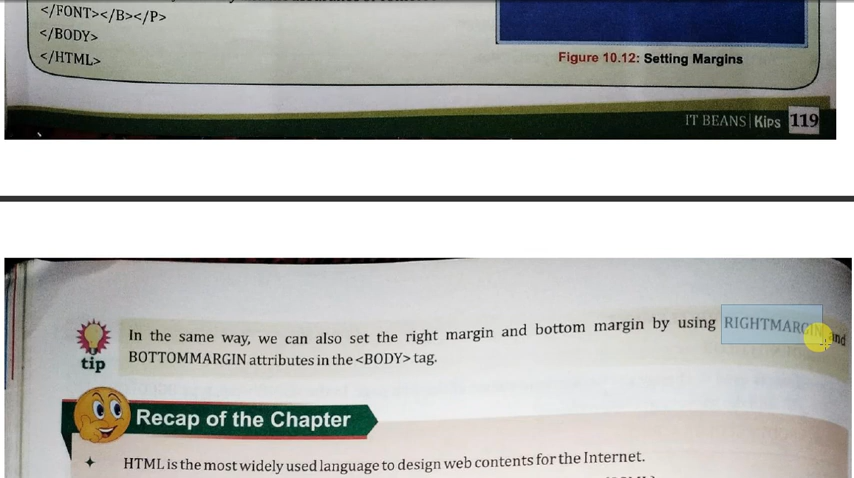 </FONT></B></P>
</BODY>
</HTML>
Figure 10.12: Setting Margins
IT BEANS | Kips 119
In the same way, we can also set the right margin and bottom margin by using RIGHTMARGIN and
tip
BOTTOMMARGIN attributes in the <BODY> tag.
Recap of the Chapter
✦ HTML is the most widely used language to design web contents for the Internet.